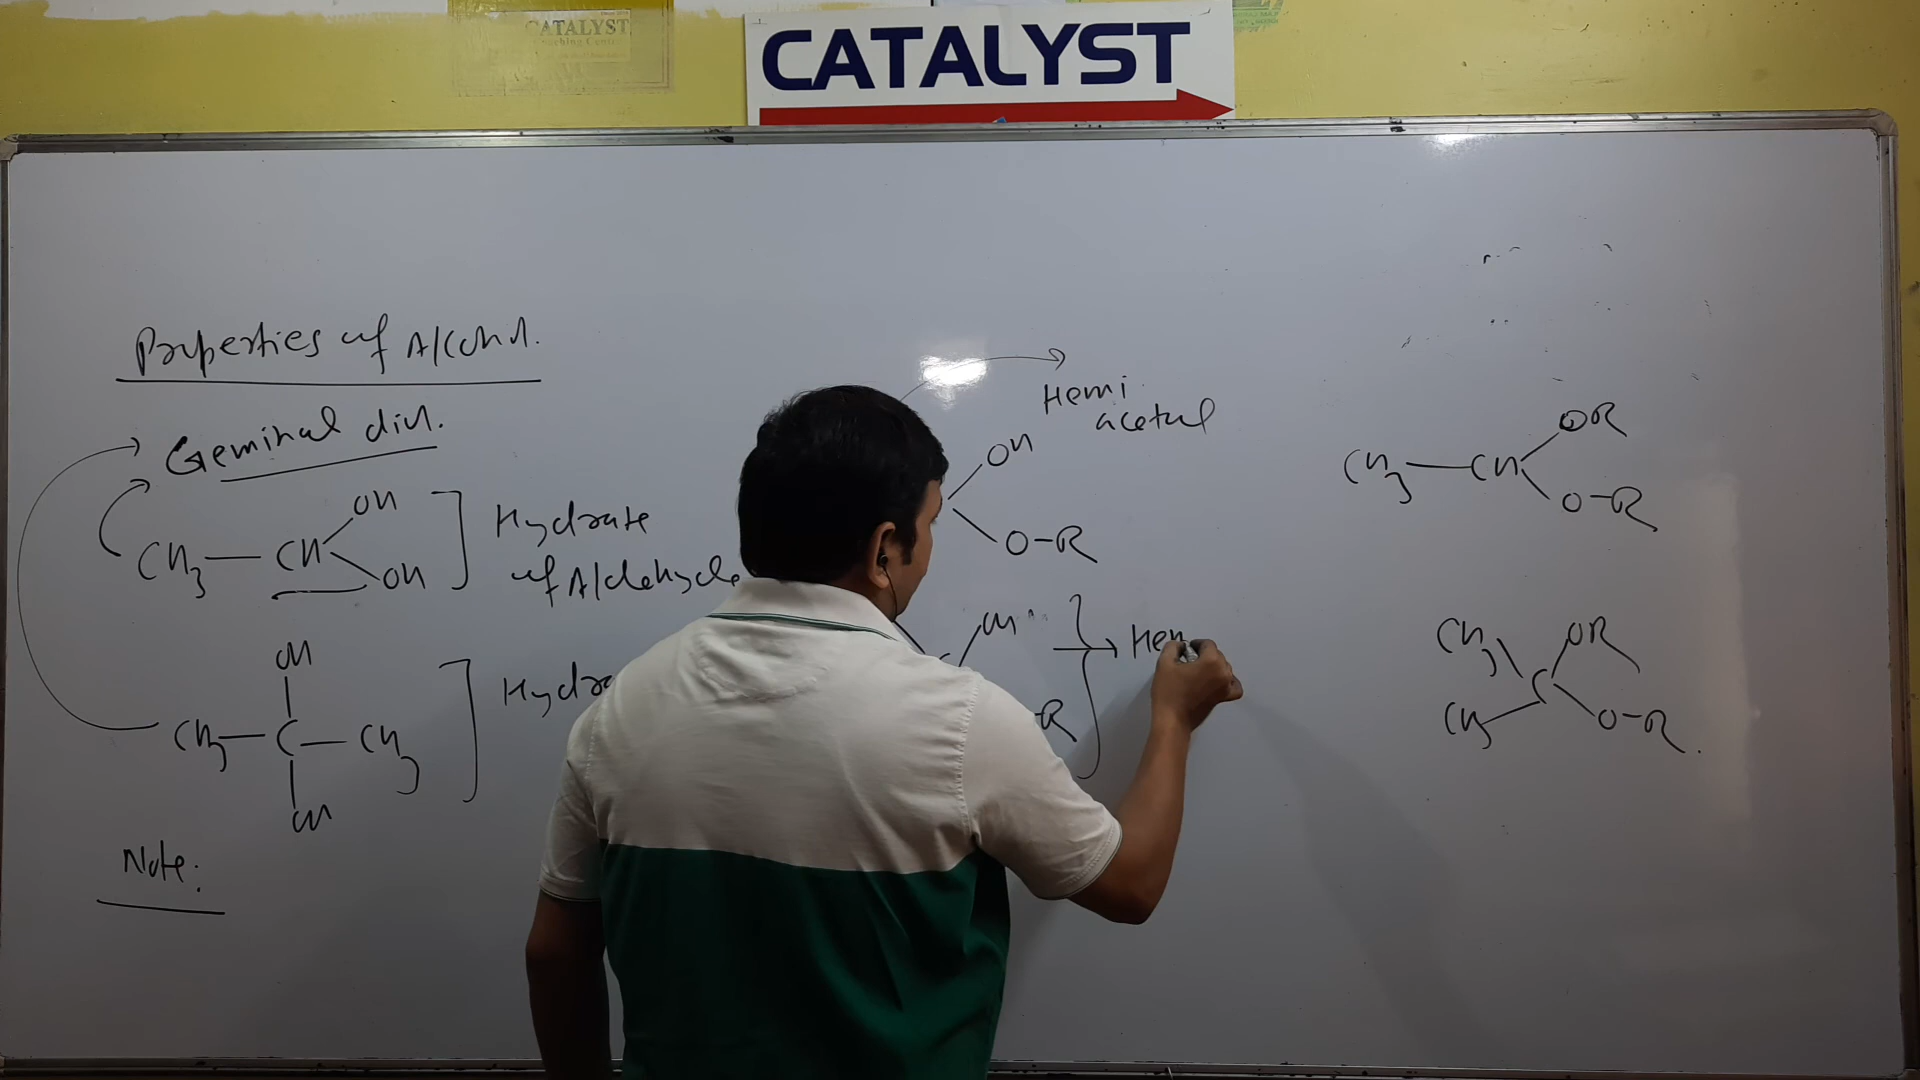 CATALYST
CATALYST
Properties of Alcohol.
Geminal diol.
CH3 — CH
OH
OH
Hydrate
of Aldehyde
OH
CH3 — C — CH3
OH
Hydra
Note:
Hemi
acetal
OH
O-R
OH
R
Hem
CH3 — CH
OR
O-R
CH3
CH3
C
OR
O-R.